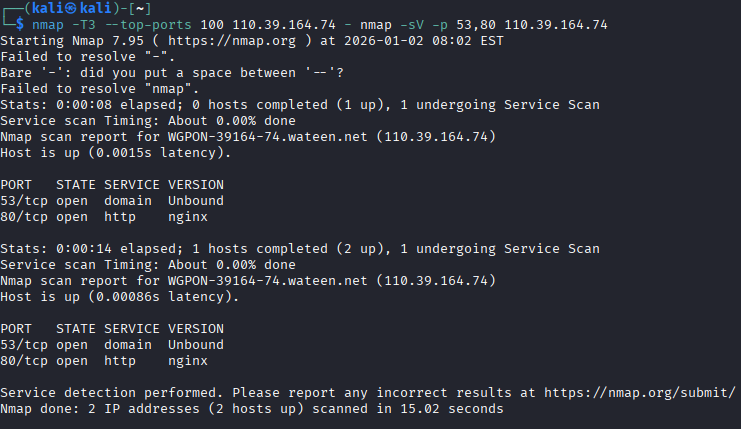 ┌──(kali㉿kali)-[~]
└─$ nmap -T3 --top-ports 100 110.39.164.74 - nmap -sV -p 53,80 110.39.164.74
Starting Nmap 7.95 ( https://nmap.org ) at 2026-01-02 08:02 EST
Failed to resolve "-".
Bare '-': did you put a space between '--'?
Failed to resolve "nmap".
Stats: 0:00:08 elapsed; 0 hosts completed (1 up), 1 undergoing Service Scan
Service scan Timing: About 0.00% done
Nmap scan report for WGPON-39164-74.wateen.net (110.39.164.74)
Host is up (0.0015s latency).

PORT   STATE SERVICE VERSION
53/tcp open  domain  Unbound
80/tcp open  http    nginx

Stats: 0:00:14 elapsed; 1 hosts completed (2 up), 1 undergoing Service Scan
Service scan Timing: About 0.00% done
Nmap scan report for WGPON-39164-74.wateen.net (110.39.164.74)
Host is up (0.00086s latency).

PORT   STATE SERVICE VERSION
53/tcp open  domain  Unbound
80/tcp open  http    nginx

Service detection performed. Please report any incorrect results at https://nmap.org/submit/
Nmap done: 2 IP addresses (2 hosts up) scanned in 15.02 seconds